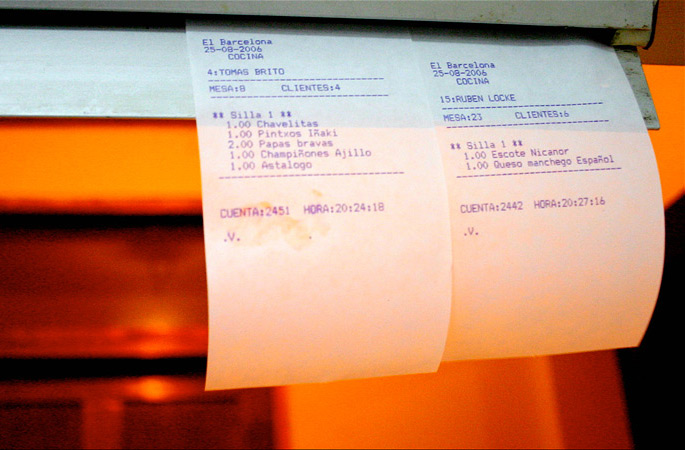 El Barcelona
25-08-2006
COCINA
4:TOMAS BRITO
MESA:8 CLIENTES:4
** Silla 1 **
1.00 Chavelitas
1.00 Pintxos IÑaki
2.00 Papas bravas
1.00 ChampiÑones Ajillo
1.00 Astalogo
CUENTA:2451 HORA:20:24:18
.V. .
El Barcelona
25-08-2006
COCINA
15:RUBEN LOCKE
MESA:23 CLIENTES:6
** Silla 1 **
1.00 Escote Nicanor
1.00 Queso manchego EspaÑol
CUENTA:2442 HORA:20:27:16
.V.